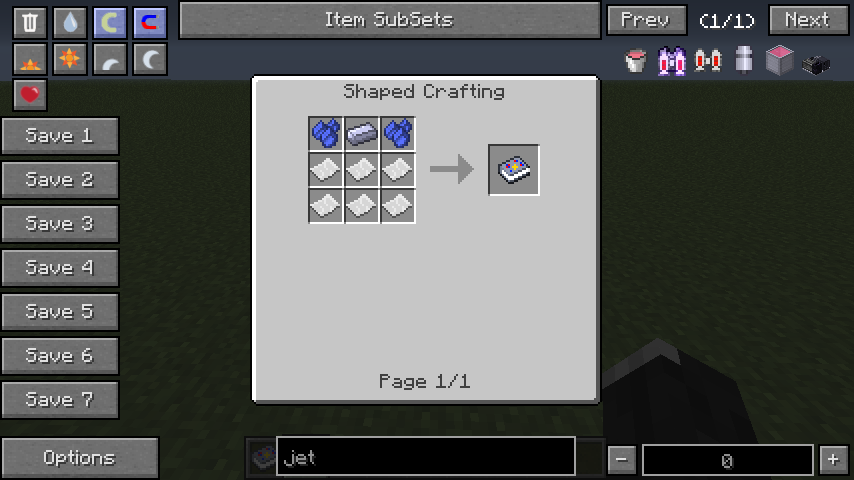 Item SubSets
Prev (1/1) Next
Shaped Crafting
Save 1
Save 2
Save 3
Save 4
Save 5
Save 6
Save 7
Page 1/1
Options
jet
- 0 +